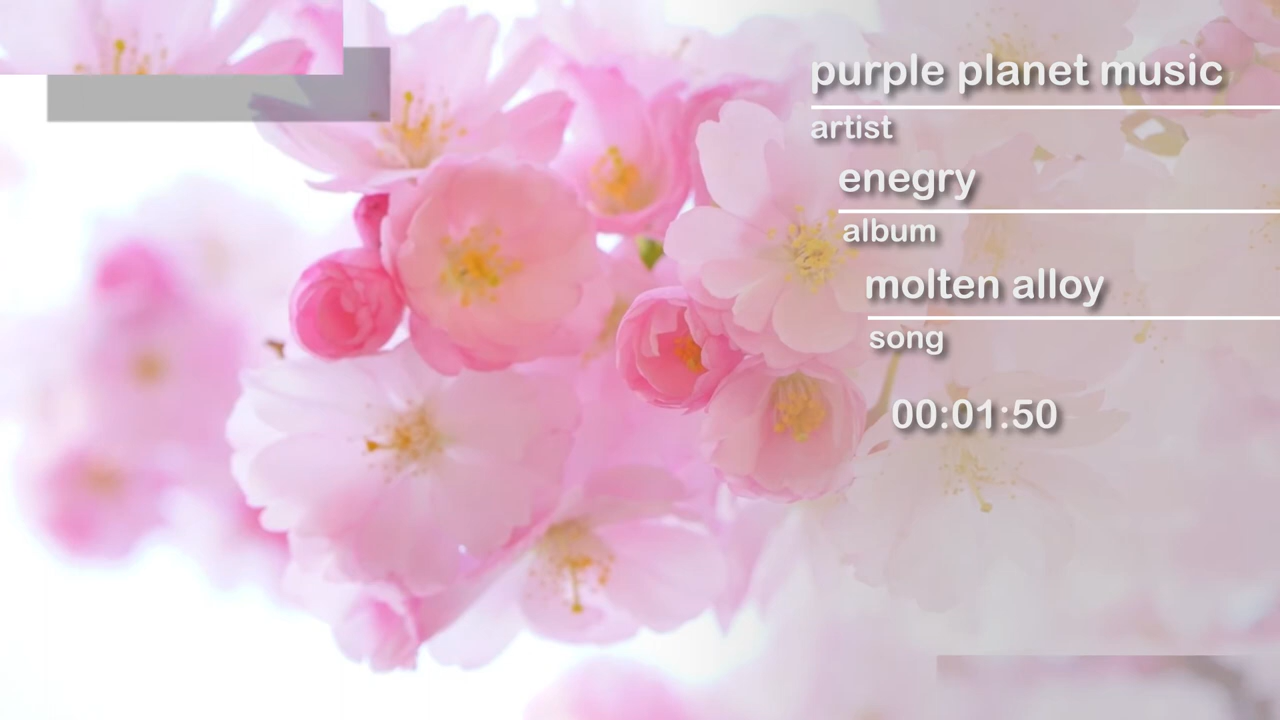 purple planet music
artist
enegry
album
molten alloy
song
00:01:50